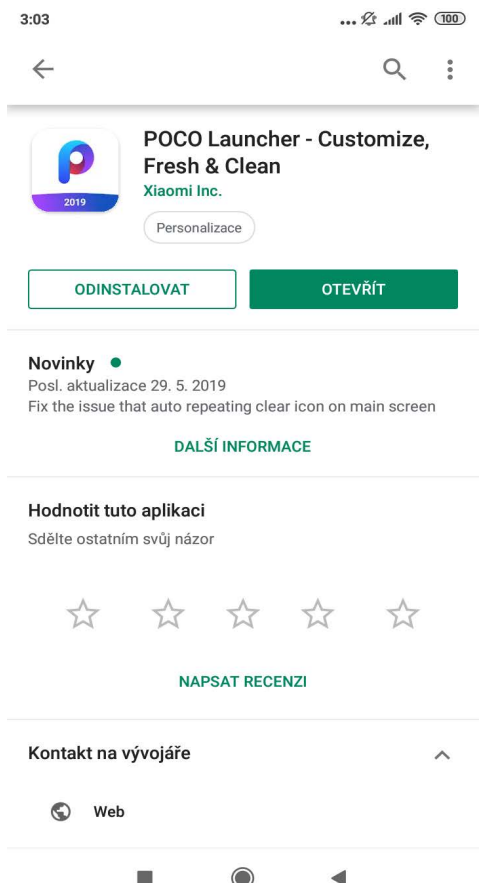 3:03
100
POCO Launcher - Customize,
Fresh & Clean
Xiaomi Inc.
2019
Personalizace
ODINSTALOVAT
OTEVŘÍT
Novinky
Posl. aktualizace 29. 5. 2019
Fix the issue that auto repeating clear icon on main screen
DALŠÍ INFORMACE
Hodnotit tuto aplikaci
Sdělte ostatním svůj názor
NAPSAT RECENZI
Kontakt na vývojáře
Web